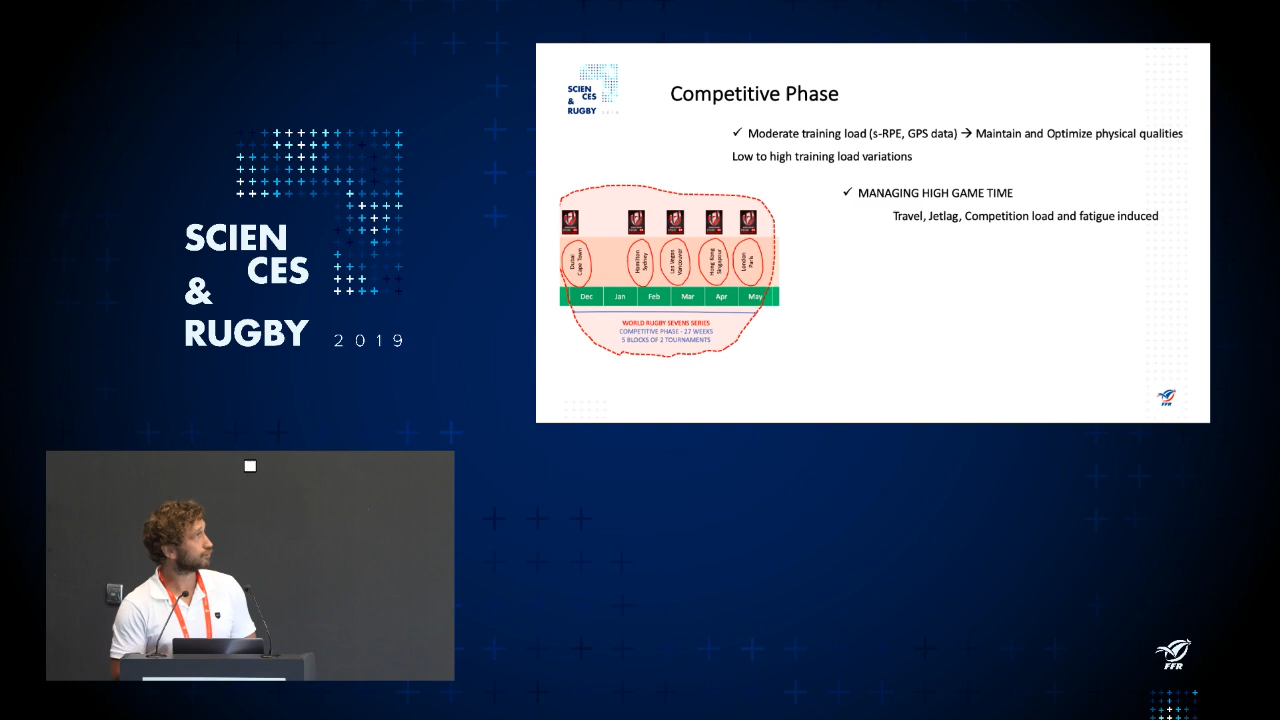 SCIEN
CES
&
RUGBY
2019
SCIEN
CES
&
RUGBY 2019
Competitive Phase
✓ Moderate training load (s-RPE, GPS data) → Maintain and Optimize physical qualities
Low to high training load variations
✓ MANAGING HIGH GAME TIME
Travel, Jetlag, Competition load and fatigue induced
Dubai
Cape Town
Hamilton
Sydney
Las Vegas
Vancouver
Hong Kong
Singapour
London
Paris
Dec Jan Feb Mar Apr May
WORLD RUGBY SEVENS SERIES
COMPETITIVE PHASE - 27 WEEKS
5 BLOCKS OF 2 TOURNAMENTS
FFR
FFR